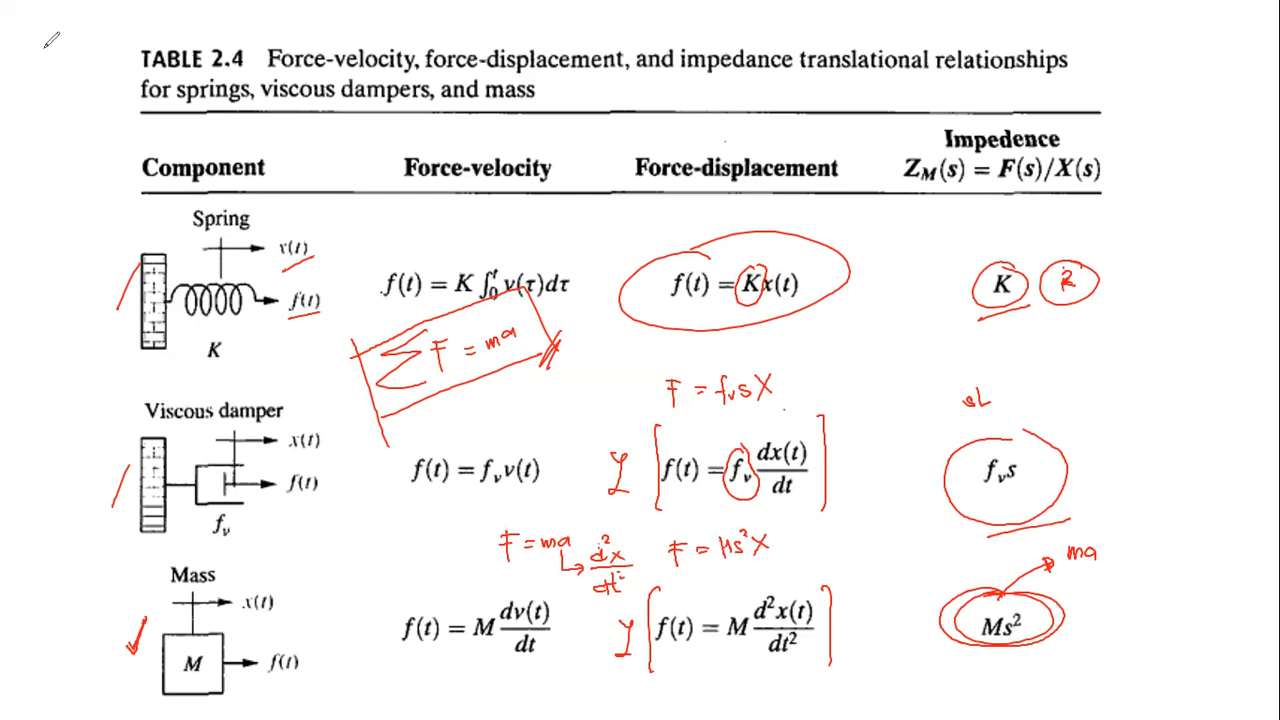 TABLE 2.4 Force-velocity, force-displacement, and impedance translational relationships
for springs, viscous dampers, and mass
Impedence
Component Force-velocity Force-displacement Z_M(s) = F(s)/X(s)
Spring
x(t)
f(t) = K ∫₀ᵗ v(τ)dτ f(t) = Kx(t) K k
f(t)
K
∑ F = ma
F = fᵥsX
sL
Viscous damper
x(t)
f(t) = fᵥv(t) ℒ [f(t) = fᵥ dx(t)/dt] fᵥs
f(t)
fᵥ
F = ma d²x/dt² F = Ms²X
ma
Mass
x(t)
f(t) = M dv(t)/dt ℒ [f(t) = M d²x(t)/dt²] Ms²
M f(t)